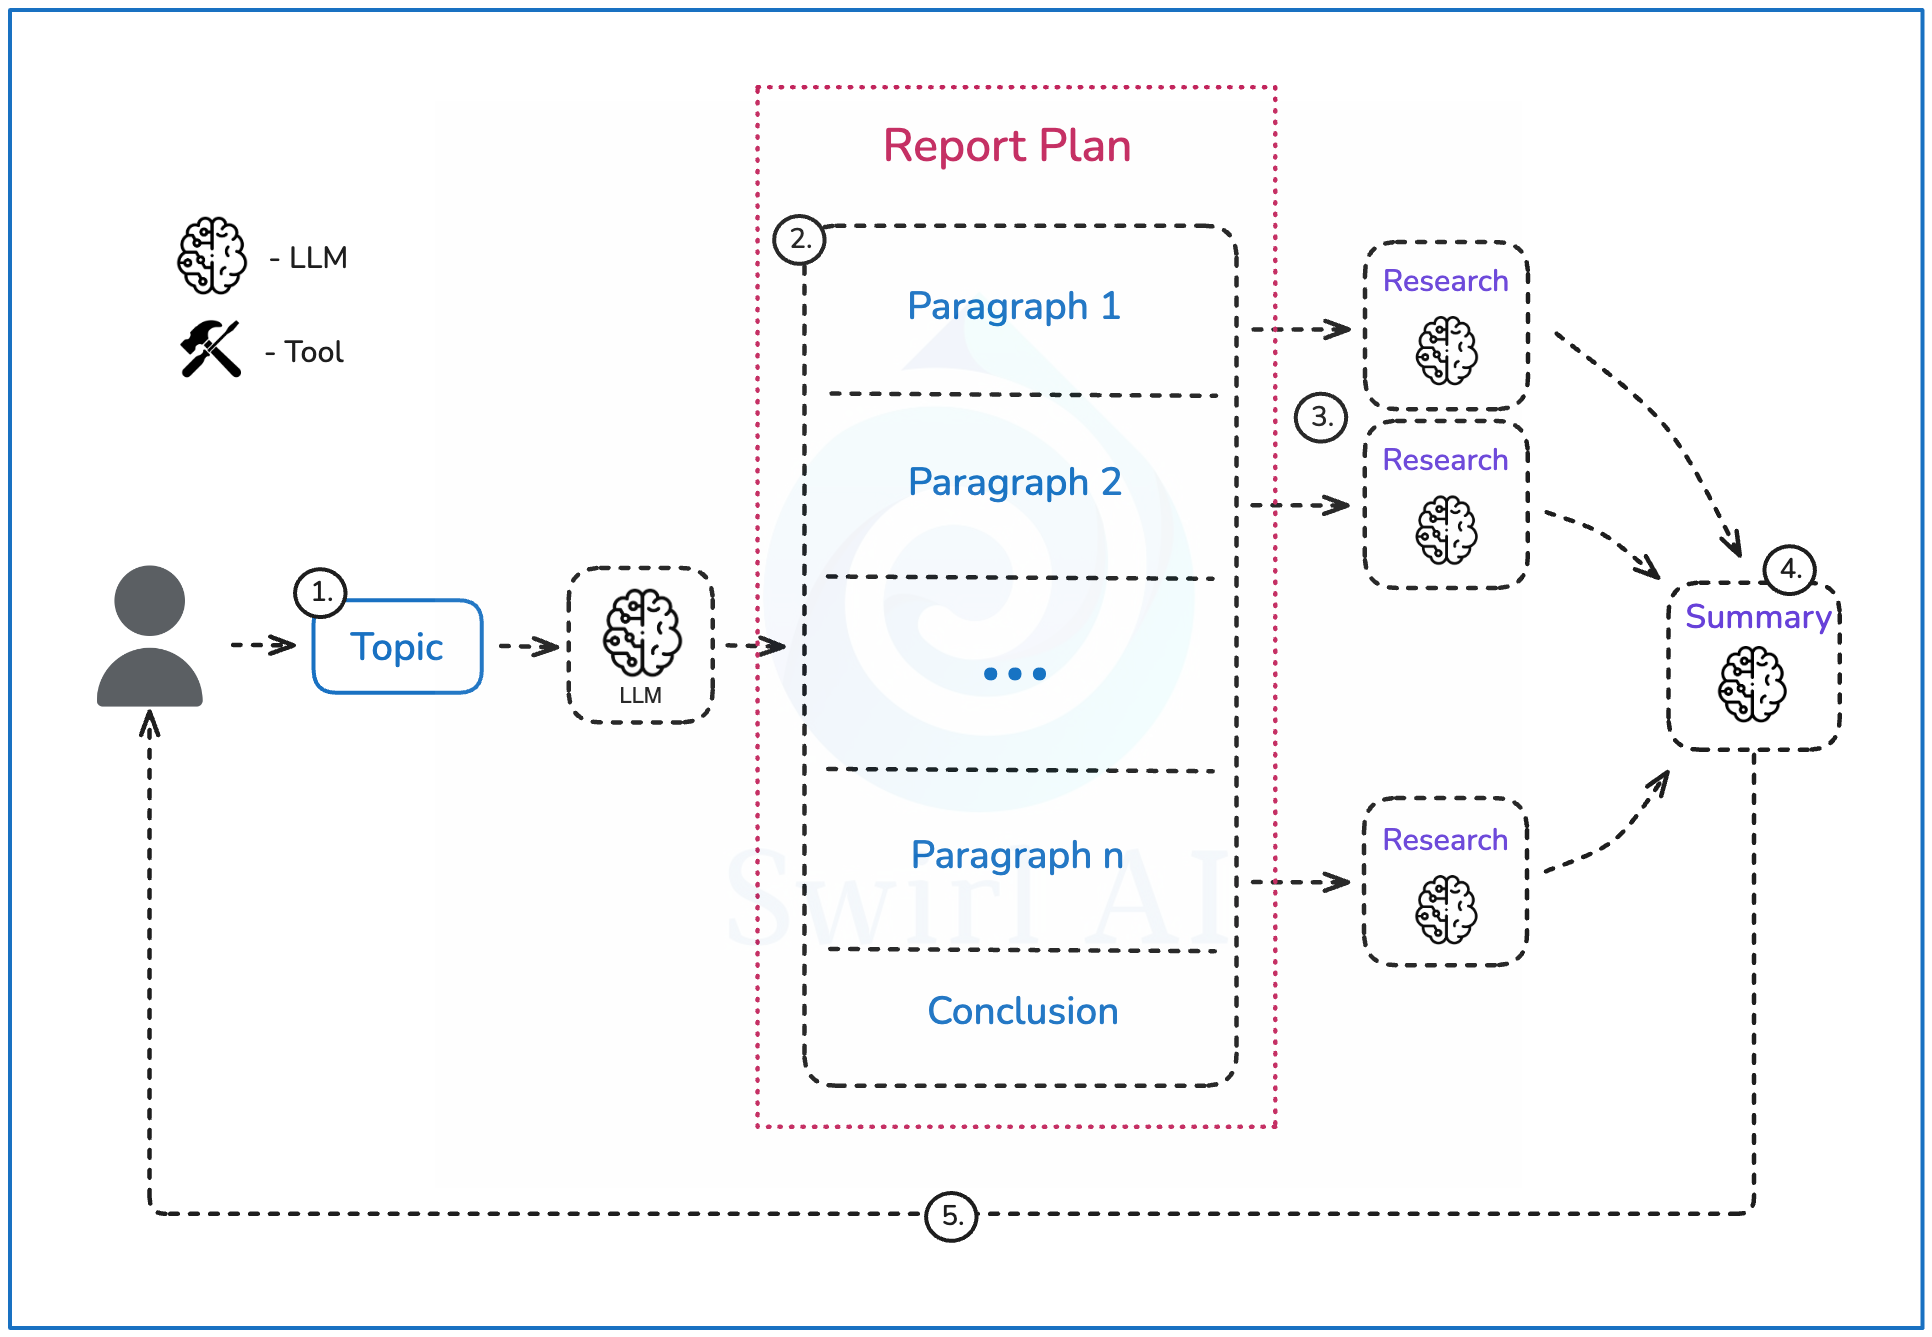 Report Plan
- LLM
- Tool
2.
Paragraph 1
Research
3.
Paragraph 2
Research
1.
Topic
LLM
...
4.
Summary
Paragraph n
Research
Swirl AI
Conclusion
5.